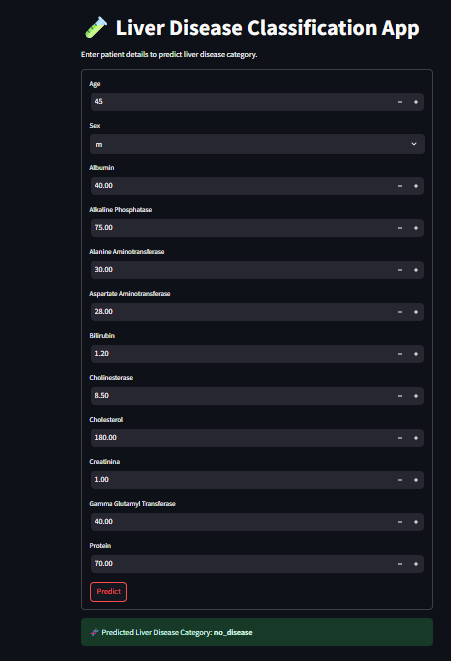 Liver Disease Classification App
Enter patient details to predict liver disease category.
Age
45
Sex
m
Albumin
40.00
Alkaline Phosphatase
75.00
Alanine Aminotransferase
30.00
Aspartate Aminotransferase
28.00
Bilirubin
1.20
Cholinesterase
8.50
Cholesterol
180.00
Creatinina
1.00
Gamma Glutamyl Transferase
40.00
Protein
70.00
Predict
Predicted Liver Disease Category: no_disease